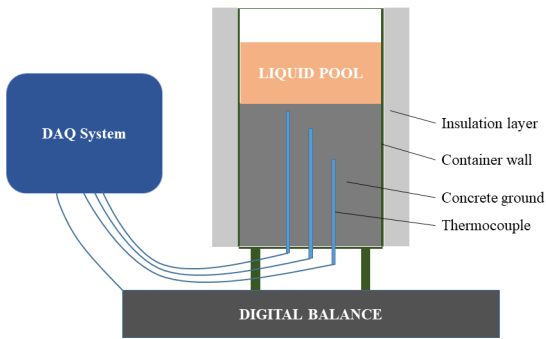 LIQUID POOL
DAQ System
Insulation layer
Container wall
Concrete ground
Thermocouple
DIGITAL BALANCE